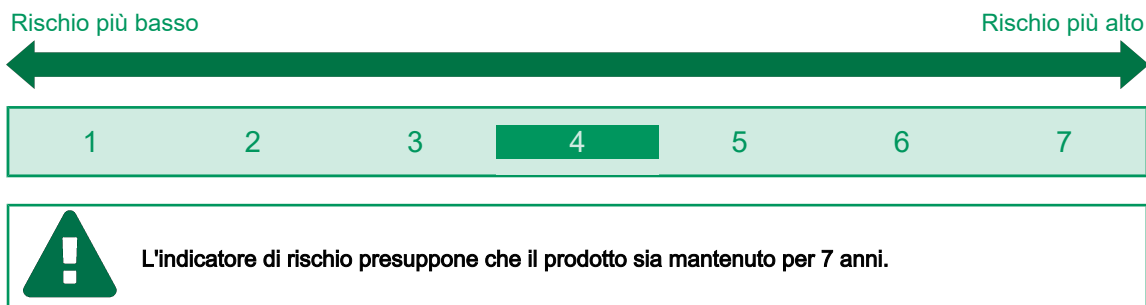 Rischio più basso Rischio più alto
1 2 3 4 5 6 7
L'indicatore di rischio presuppone che il prodotto sia mantenuto per 7 anni.